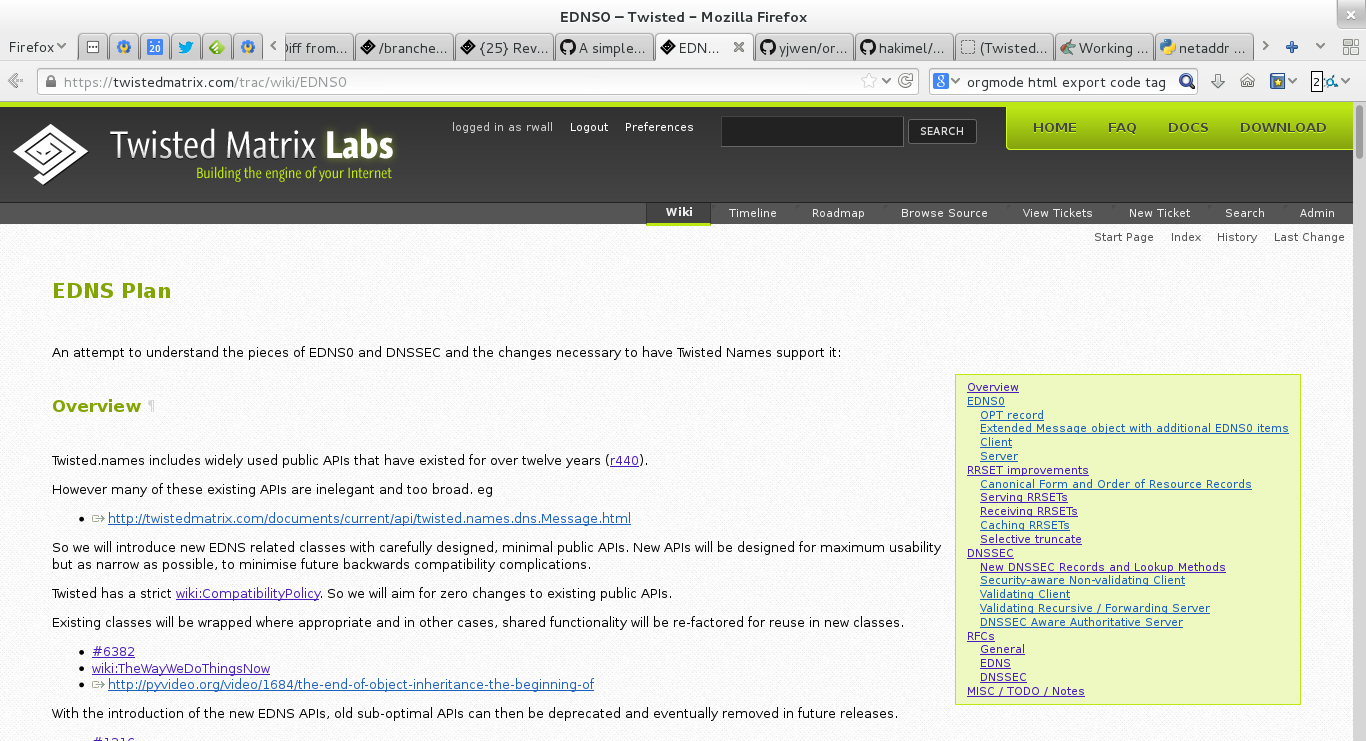 EDNS0 — Twisted - Mozilla Firefox
Firefox
20
Diff from...
/branche...
{25} Rev...
A simple...
EDN...
yjwen/or...
hakimel/...
(Twisted...
Working ...
netaddr ...
https://twistedmatrix.com/trac/wiki/EDNS0
8
orgmode html export code tag
2
Twisted Matrix Labs
Building the engine of your Internet
logged in as rwall
Logout
Preferences
SEARCH
HOME
FAQ
DOCS
DOWNLOAD
Wiki
Timeline
Roadmap
Browse Source
View Tickets
New Ticket
Search
Admin
Start Page
Index
History
Last Change
EDNS Plan
An attempt to understand the pieces of EDNS0 and DNSSEC and the changes necessary to have Twisted Names support it:
Overview ¶
Twisted.names includes widely used public APIs that have existed for over twelve years (r440).
However many of these existing APIs are inelegant and too broad. eg
• http://twistedmatrix.com/documents/current/api/twisted.names.dns.Message.html
So we will introduce new EDNS related classes with carefully designed, minimal public APIs. New APIs will be designed for maximum usability
but as narrow as possible, to minimise future backwards compatibility complications.
Twisted has a strict wiki:CompatibilityPolicy. So we will aim for zero changes to existing public APIs.
Existing classes will be wrapped where appropriate and in other cases, shared functionality will be re-factored for reuse in new classes.
• #6382
• wiki:TheWayWeDoThingsNow
• http://pyvideo.org/video/1684/the-end-of-object-inheritance-the-beginning-of
With the introduction of the new EDNS APIs, old sub-optimal APIs can then be deprecated and eventually removed in future releases.
Overview
EDNS0
OPT record
Extended Message object with additional EDNS0 items
Client
Server
RRSET improvements
Canonical Form and Order of Resource Records
Serving RRSETs
Receiving RRSETs
Caching RRSETs
Selective truncate
DNSSEC
New DNSSEC Records and Lookup Methods
Security-aware Non-validating Client
Validating Client
Validating Recursive / Forwarding Server
DNSSEC Aware Authoritative Server
RFCs
General
EDNS
DNSSEC
MISC / TODO / Notes